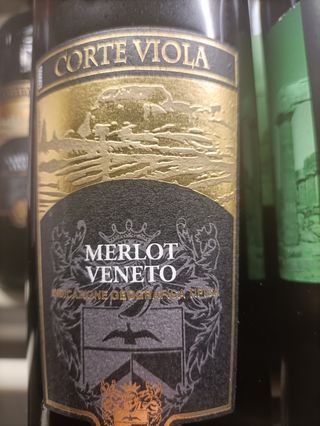 CORTE VIOLA
MERLOT
VENETO
INDICAZIONE GEOGRAFICA TIPICA